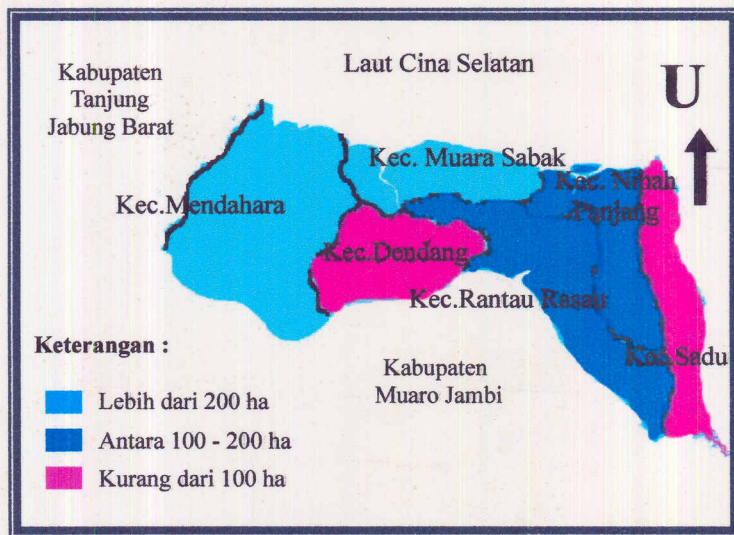 Kabupaten
Tanjung
Jabung Barat
Laut Cina Selatan
U
Kec. Muara Sabak
Kec. Nipah
Panjang
Kec.Mendahara
Kec.Dendang
Kec.Rantau Rasau
Kec.Sadu
Keterangan :
Kabupaten
Muaro Jambi
Lebih dari 200 ha
Antara 100 - 200 ha
Kurang dari 100 ha